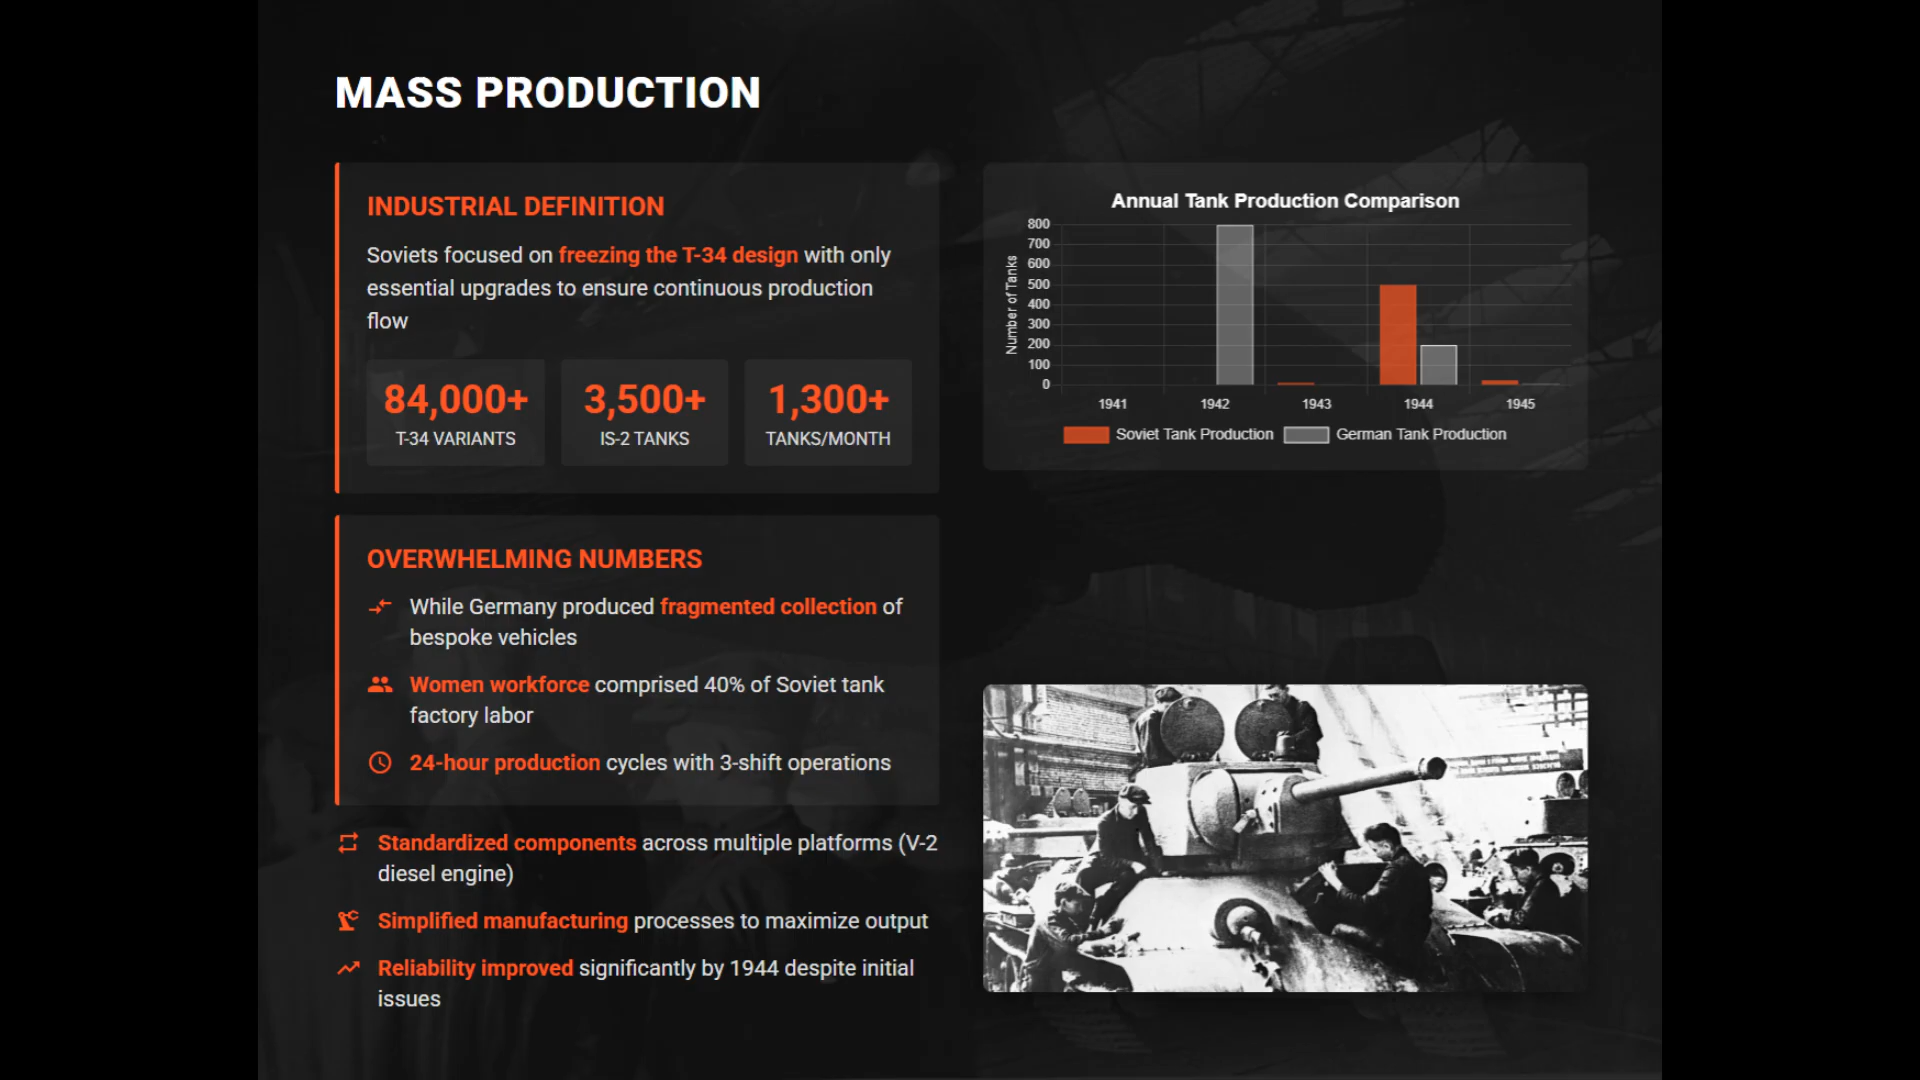 MASS PRODUCTION
INDUSTRIAL DEFINITION
Soviets focused on freezing the T-34 design with only
essential upgrades to ensure continuous production
flow
84,000+
T-34 VARIANTS
3,500+
IS-2 TANKS
1,300+
TANKS/MONTH
OVERWHELMING NUMBERS
While Germany produced fragmented collection of
bespoke vehicles
Women workforce comprised 40% of Soviet tank
factory labor
24-hour production cycles with 3-shift operations
Standardized components across multiple platforms (V-2
diesel engine)
Simplified manufacturing processes to maximize output
Reliability improved significantly by 1944 despite initial
issues
Annual Tank Production Comparison
Number of Tanks
800
700
600
500
400
300
200
100
0
1941 1942 1943 1944 1945
Soviet Tank Production German Tank Production